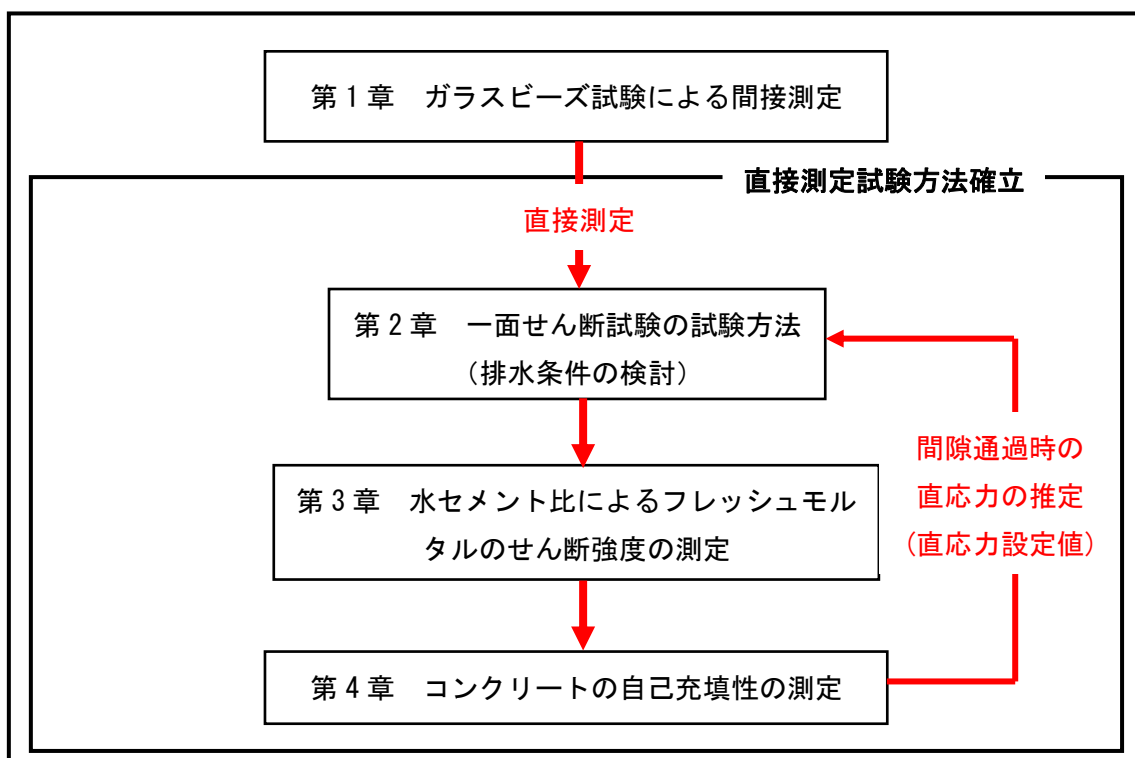 第1章　ガラスビーズ試験による間接測定
直接測定試験方法確立
直接測定
第2章　一面せん断試験の試験方法
（排水条件の検討）
第3章　水セメント比によるフレッシュモル
タルのせん断強度の測定
間隙通過時の
直応力の推定
（直応力設定値）
第4章　コンクリートの自己充填性の測定